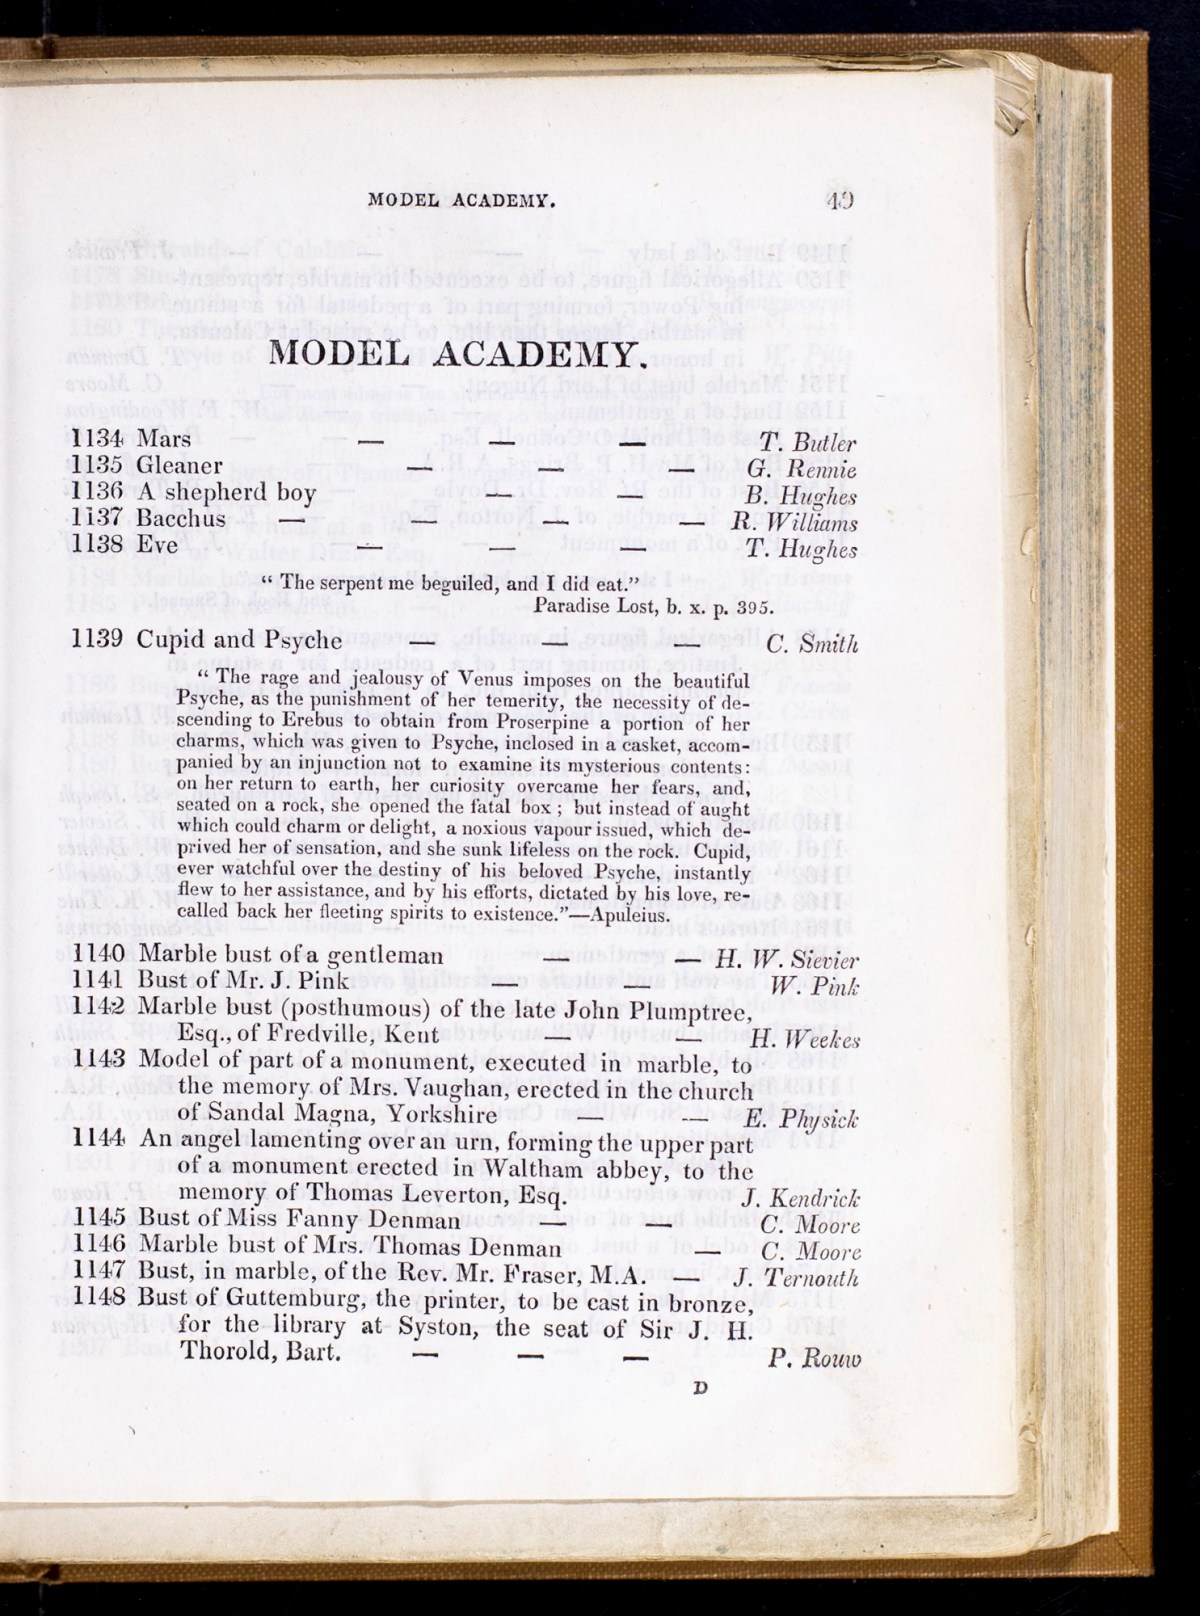 MODEL ACADEMY. 49
MODEL ACADEMY.
1134 Mars — — — T. Butler
1135 Gleaner — — — G. Rennie
1136 A shepherd boy — — B. Hughes
1137 Bacchus — — — — R. Williams
1138 Eve — — — T. Hughes
“ The serpent me beguiled, and I did eat.”
Paradise Lost, b. x. p. 395.
1139 Cupid and Psyche — — — C. Smith
“ The rage and jealousy of Venus imposes on the beautiful
Psyche, as the punishment of her temerity, the necessity of de-
scending to Erebus to obtain from Proserpine a portion of her
charms, which was given to Psyche, inclosed in a casket, accom-
panied by an injunction not to examine its mysterious contents:
on her return to earth, her curiosity overcame her fears, and,
seated on a rock, she opened the fatal box; but instead of aught
which could charm or delight, a noxious vapour issued, which de-
prived her of sensation, and she sunk lifeless on the rock. Cupid,
ever watchful over the destiny of his beloved Psyche, instantly
flew to her assistance, and by his efforts, dictated by his love, re-
called back her fleeting spirits to existence.”—Apuleius.
1140 Marble bust of a gentleman — — H. W. Sievier
1141 Bust of Mr. J. Pink — — W. Pink
1142 Marble bust (posthumous) of the late John Plumptree,
Esq., of Fredville, Kent — — H. Weekes
1143 Model of part of a monument, executed in marble, to
the memory of Mrs. Vaughan, erected in the church
of Sandal Magna, Yorkshire — — E. Physick
1144 An angel lamenting over an urn, forming the upper part
of a monument erected in Waltham abbey, to the
memory of Thomas Leverton, Esq. J. Kendrick
1145 Bust of Miss Fanny Denman — — C. Moore
1146 Marble bust of Mrs. Thomas Denman — C. Moore
1147 Bust, in marble, of the Rev. Mr. Fraser, M.A. — J. Ternouth
1148 Bust of Guttemburg, the printer, to be cast in bronze,
for the library at Syston, the seat of Sir J. H.
Thorold, Bart. — — — P. Rouw
D